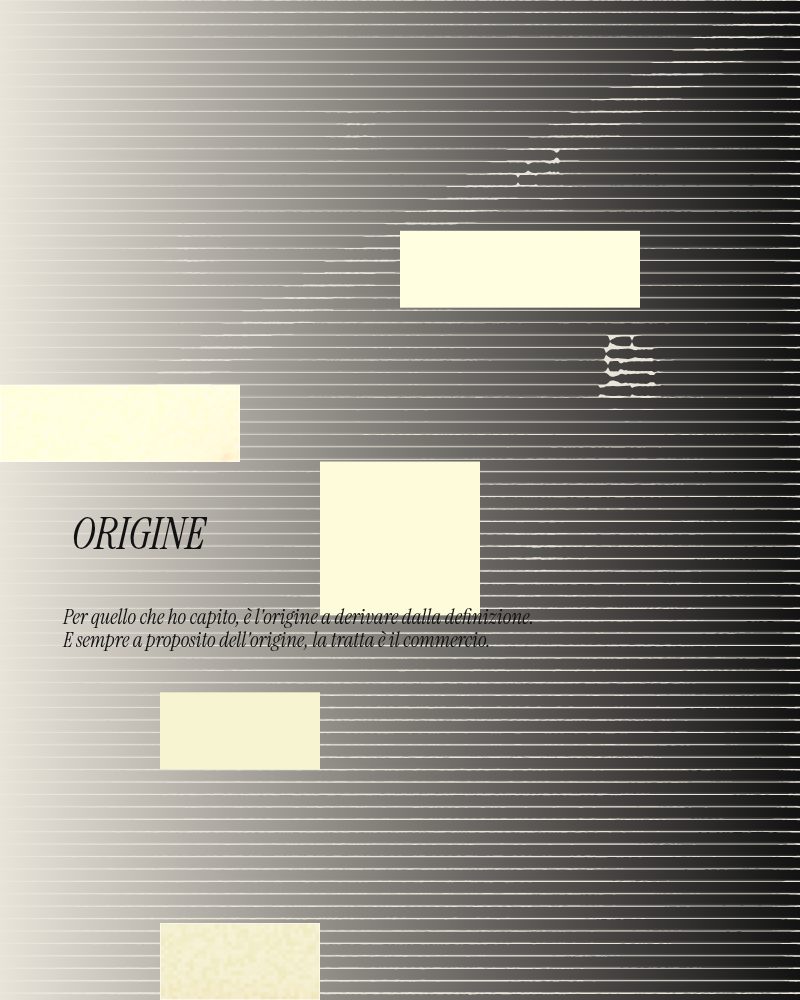 ORIGINE
Per quello che ho capito, è l'origine a derivare dalla definizione.
E sempre a proposito dell'origine, la tratta è il commercio.